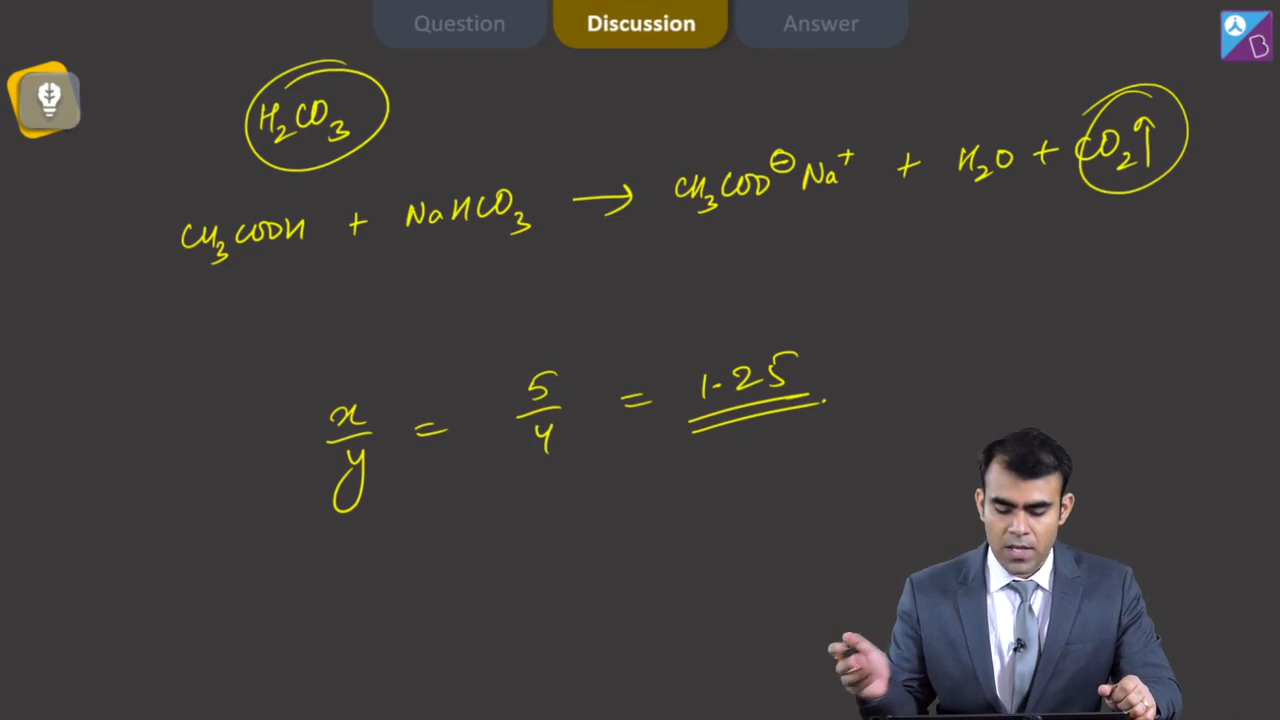 Question Discussion Answer
B
H₂CO₃
CH₃COOH + NaHCO₃ → CH₃COO⊖Na⁺ + H₂O + CO₂↑
x/y = 5/4 = 1.25